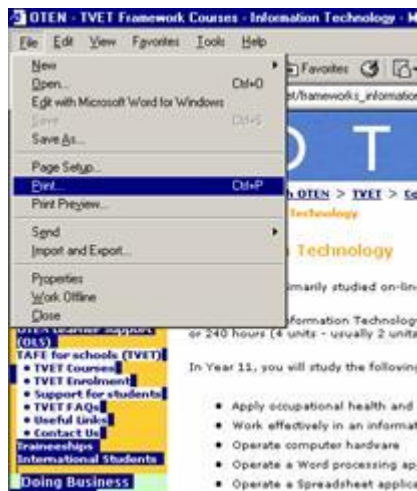 OTEN - TVET Framework Courses - Information Technology - M
File Edit View Favorites Tools Help
New
Open... Ctrl+O
Edit with Microsoft Word for Windows
Save Ctrl+S
Save As...
Page Setup...
Print... Ctrl+P
Print Preview...
Send
Import and Export...
Properties
Work Offline
Close
Favorites
et/frameworks_information
O T
h OTEN > TVET > Co
Technology
Technology
imarily studied on-lin
formation Technology
or 240 hours (4 units - usually 2 units
In Year 11, you will study the following
• Apply occupational health and
• Work effectively in an informat
• Operate computer hardware
• Operate a Word processing ap
• Operate a Spreadsheet applica
OTEN Learner Support
(OLS)
TAFE for schools (TVET)
• TVET Courses
• TVET Enrolment
• Support for students
• TVET FAQs
• Useful Links
• Contact Us
Traineeships
International Students
Doing Business